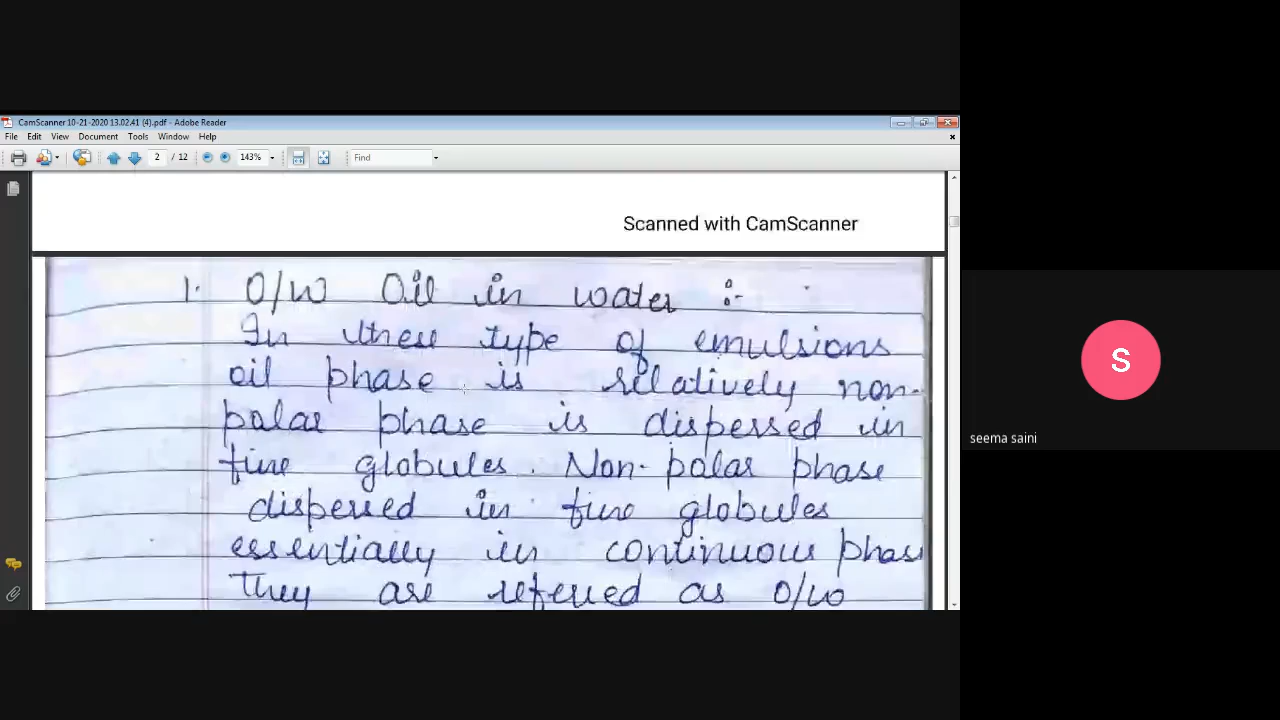 CamScanner 10-21-2020 13.02.41 (4).pdf - Adobe Reader
File Edit View Document Tools Window Help
2 / 12 143% Find
Scanned with CamScanner
1. O/W Oil in water :-
In these type of emulsions
oil phase is relatively non-
polar phase is dispersed in
fine globules. Non-polar phase
dispersed in fine globules
essentially in continuous phas
They are referred as O/W
S
seema saini